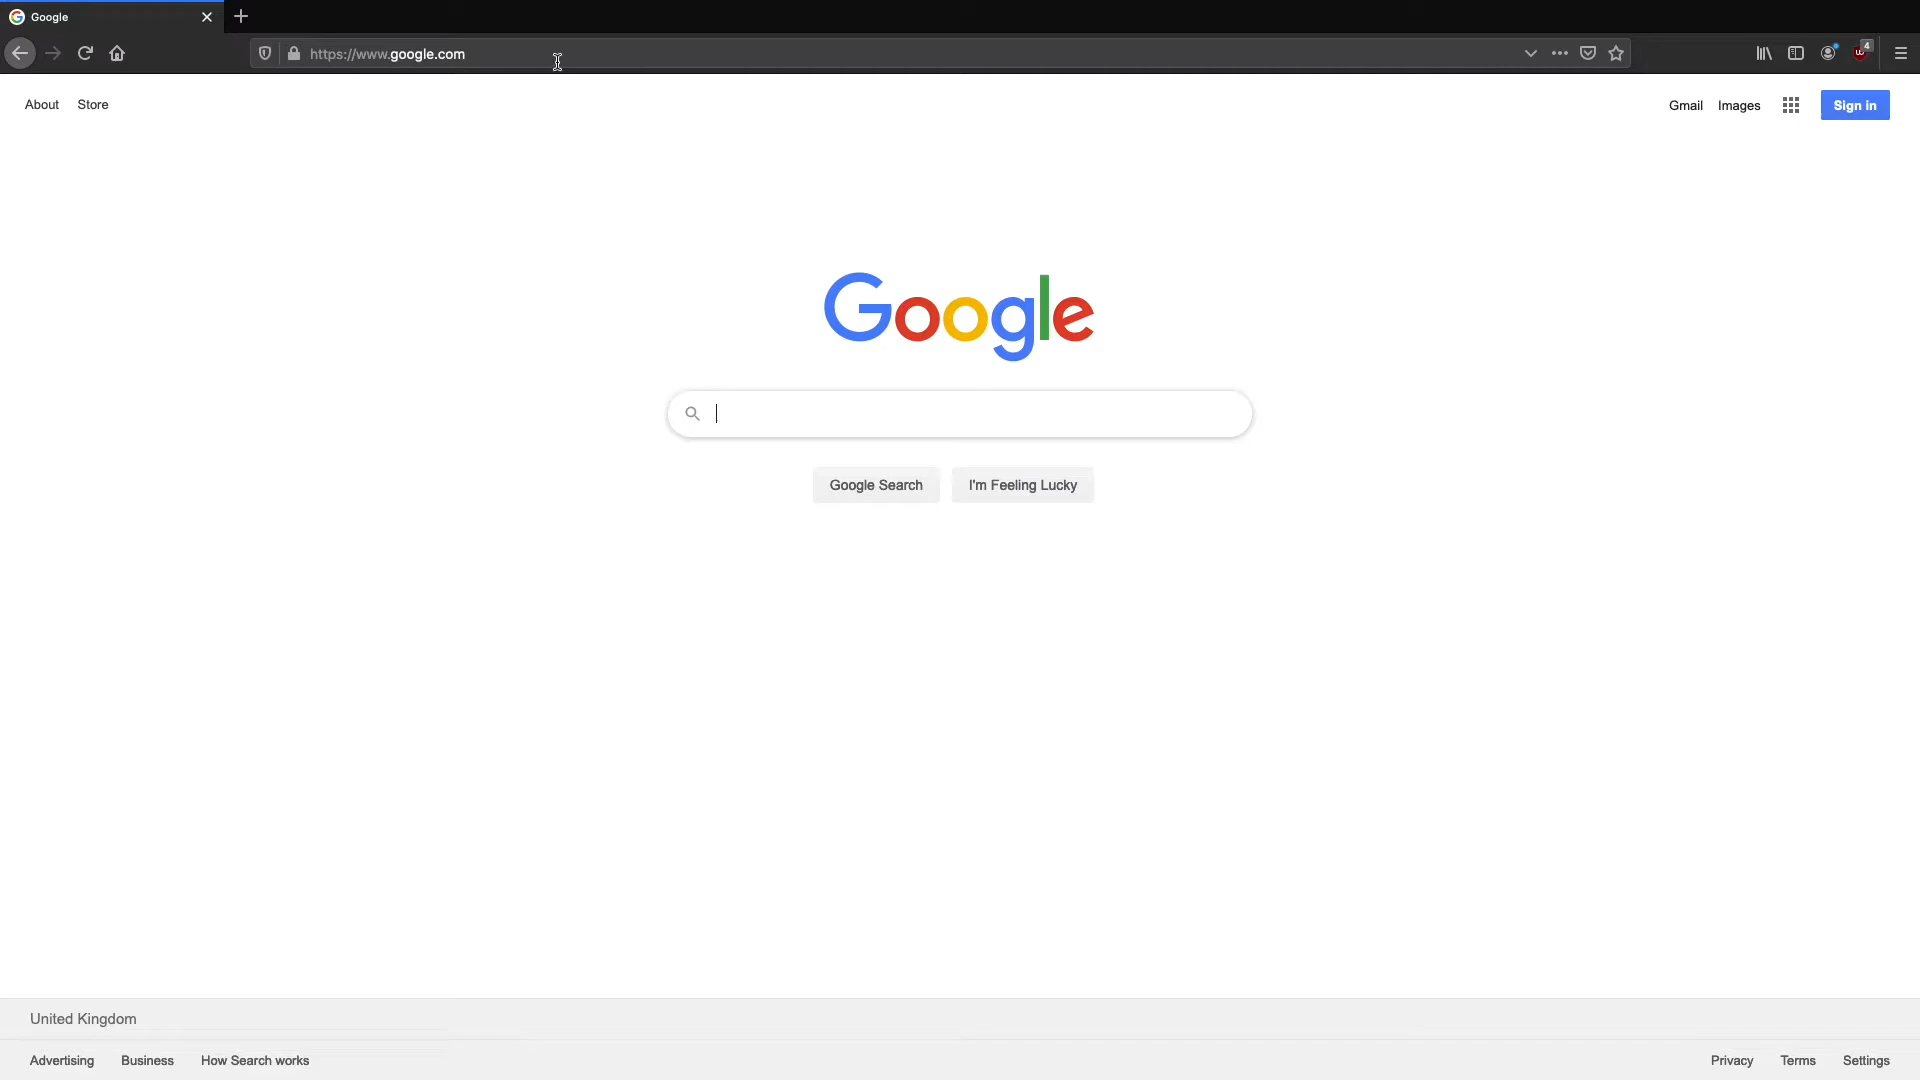 Google
https://www.google.com
4
About Store
Gmail Images Sign in
Google
Google Search I'm Feeling Lucky
United Kingdom
Advertising Business How Search works
Privacy Terms Settings